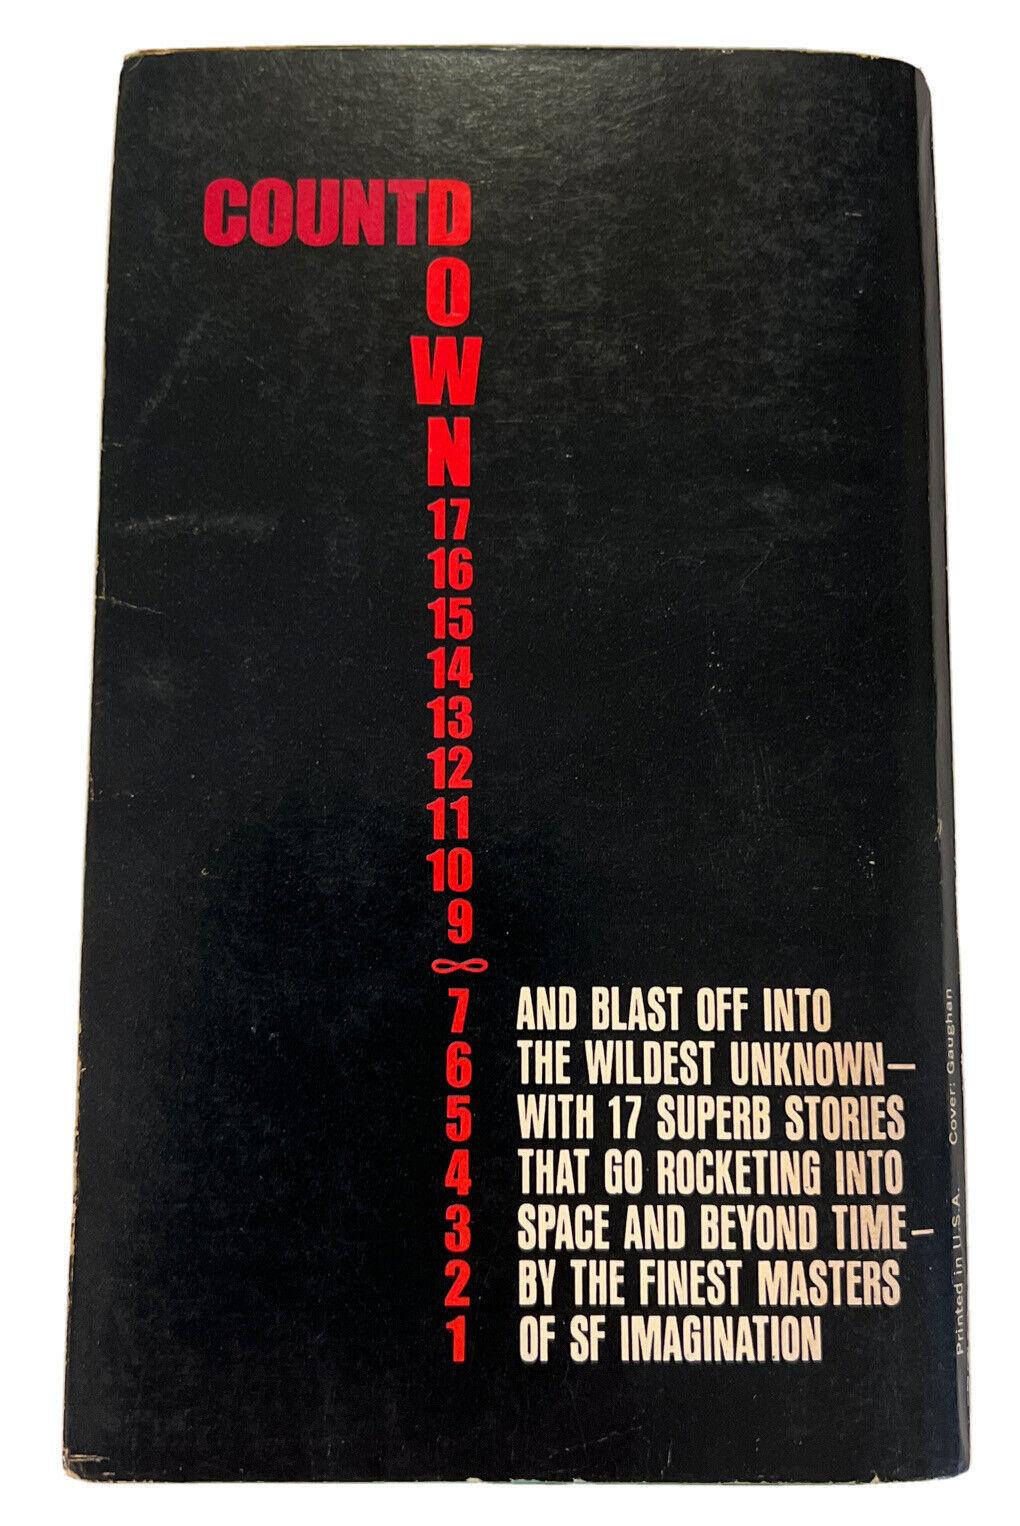 COUNTD
O
W
N
17
16
15
14
13
12
11
10
9
∞
7 AND BLAST OFF INTO
6 THE WILDEST UNKNOWN—
5 WITH 17 SUPERB STORIES
4 THAT GO ROCKETING INTO
3 SPACE AND BEYOND TIME–
2 BY THE FINEST MASTERS
1 OF SF IMAGINATION
Printed in U.S.A. Cover: Gaughan